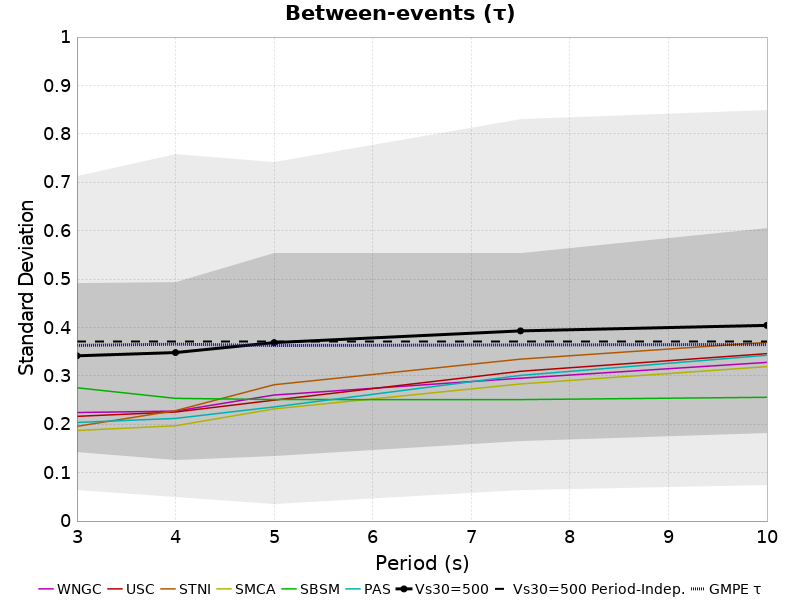 Between-events (τ)
1
0.9
0.8
0.7
0.6
0.5
0.4
0.3
0.2
0.1
0
Standard Deviation
3 4 5 6 7 8 9 10
Period (s)
WNGC USC STNI SMCA SBSM PAS Vs30=500 Vs30=500 Period-Indep. GMPE τ